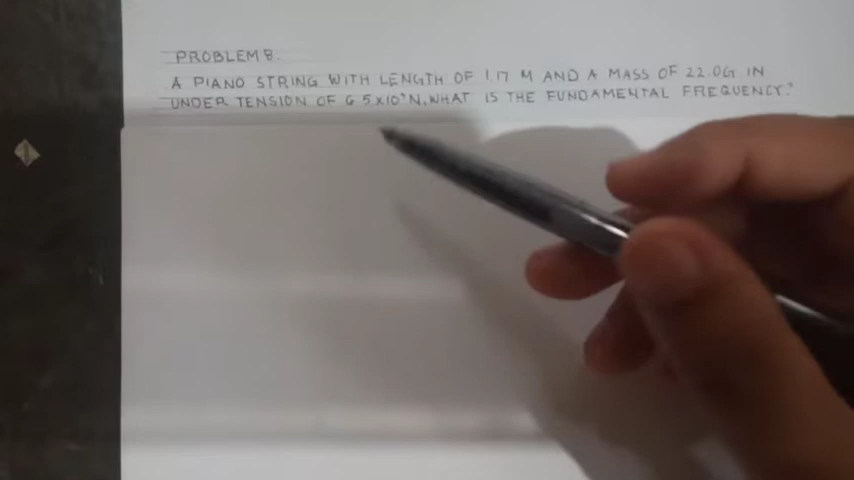 PROBLEM 8.
A PIANO STRING WITH LENGTH OF 1.17 M AND A MASS OF 22.0G IN
UNDER TENSION OF 6.5x10³N. WHAT IS THE FUNDAMENTAL FREQUENCY?